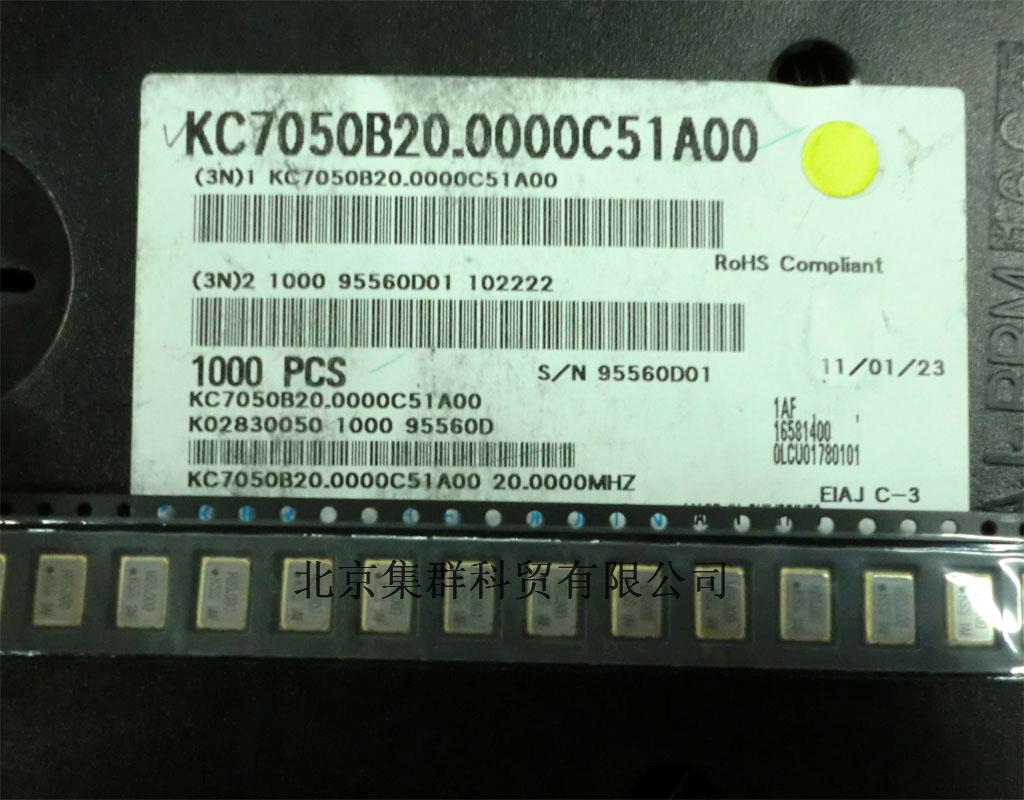 KC7050B20.0000C51A00
(3N)1 KC7050B20.0000C51A00
RoHS Compliant
(3N)2 1000 95560D01 102222
1000 PCS
S/N 95560D01
11/01/23
KC7050B20.0000C51A00
K02830050 1000 95560D
1AF
16581400
0LCU01780101
KC7050B20.0000C51A00 20.0000MHZ
EIAJ C-3
北京集群科贸有限公司